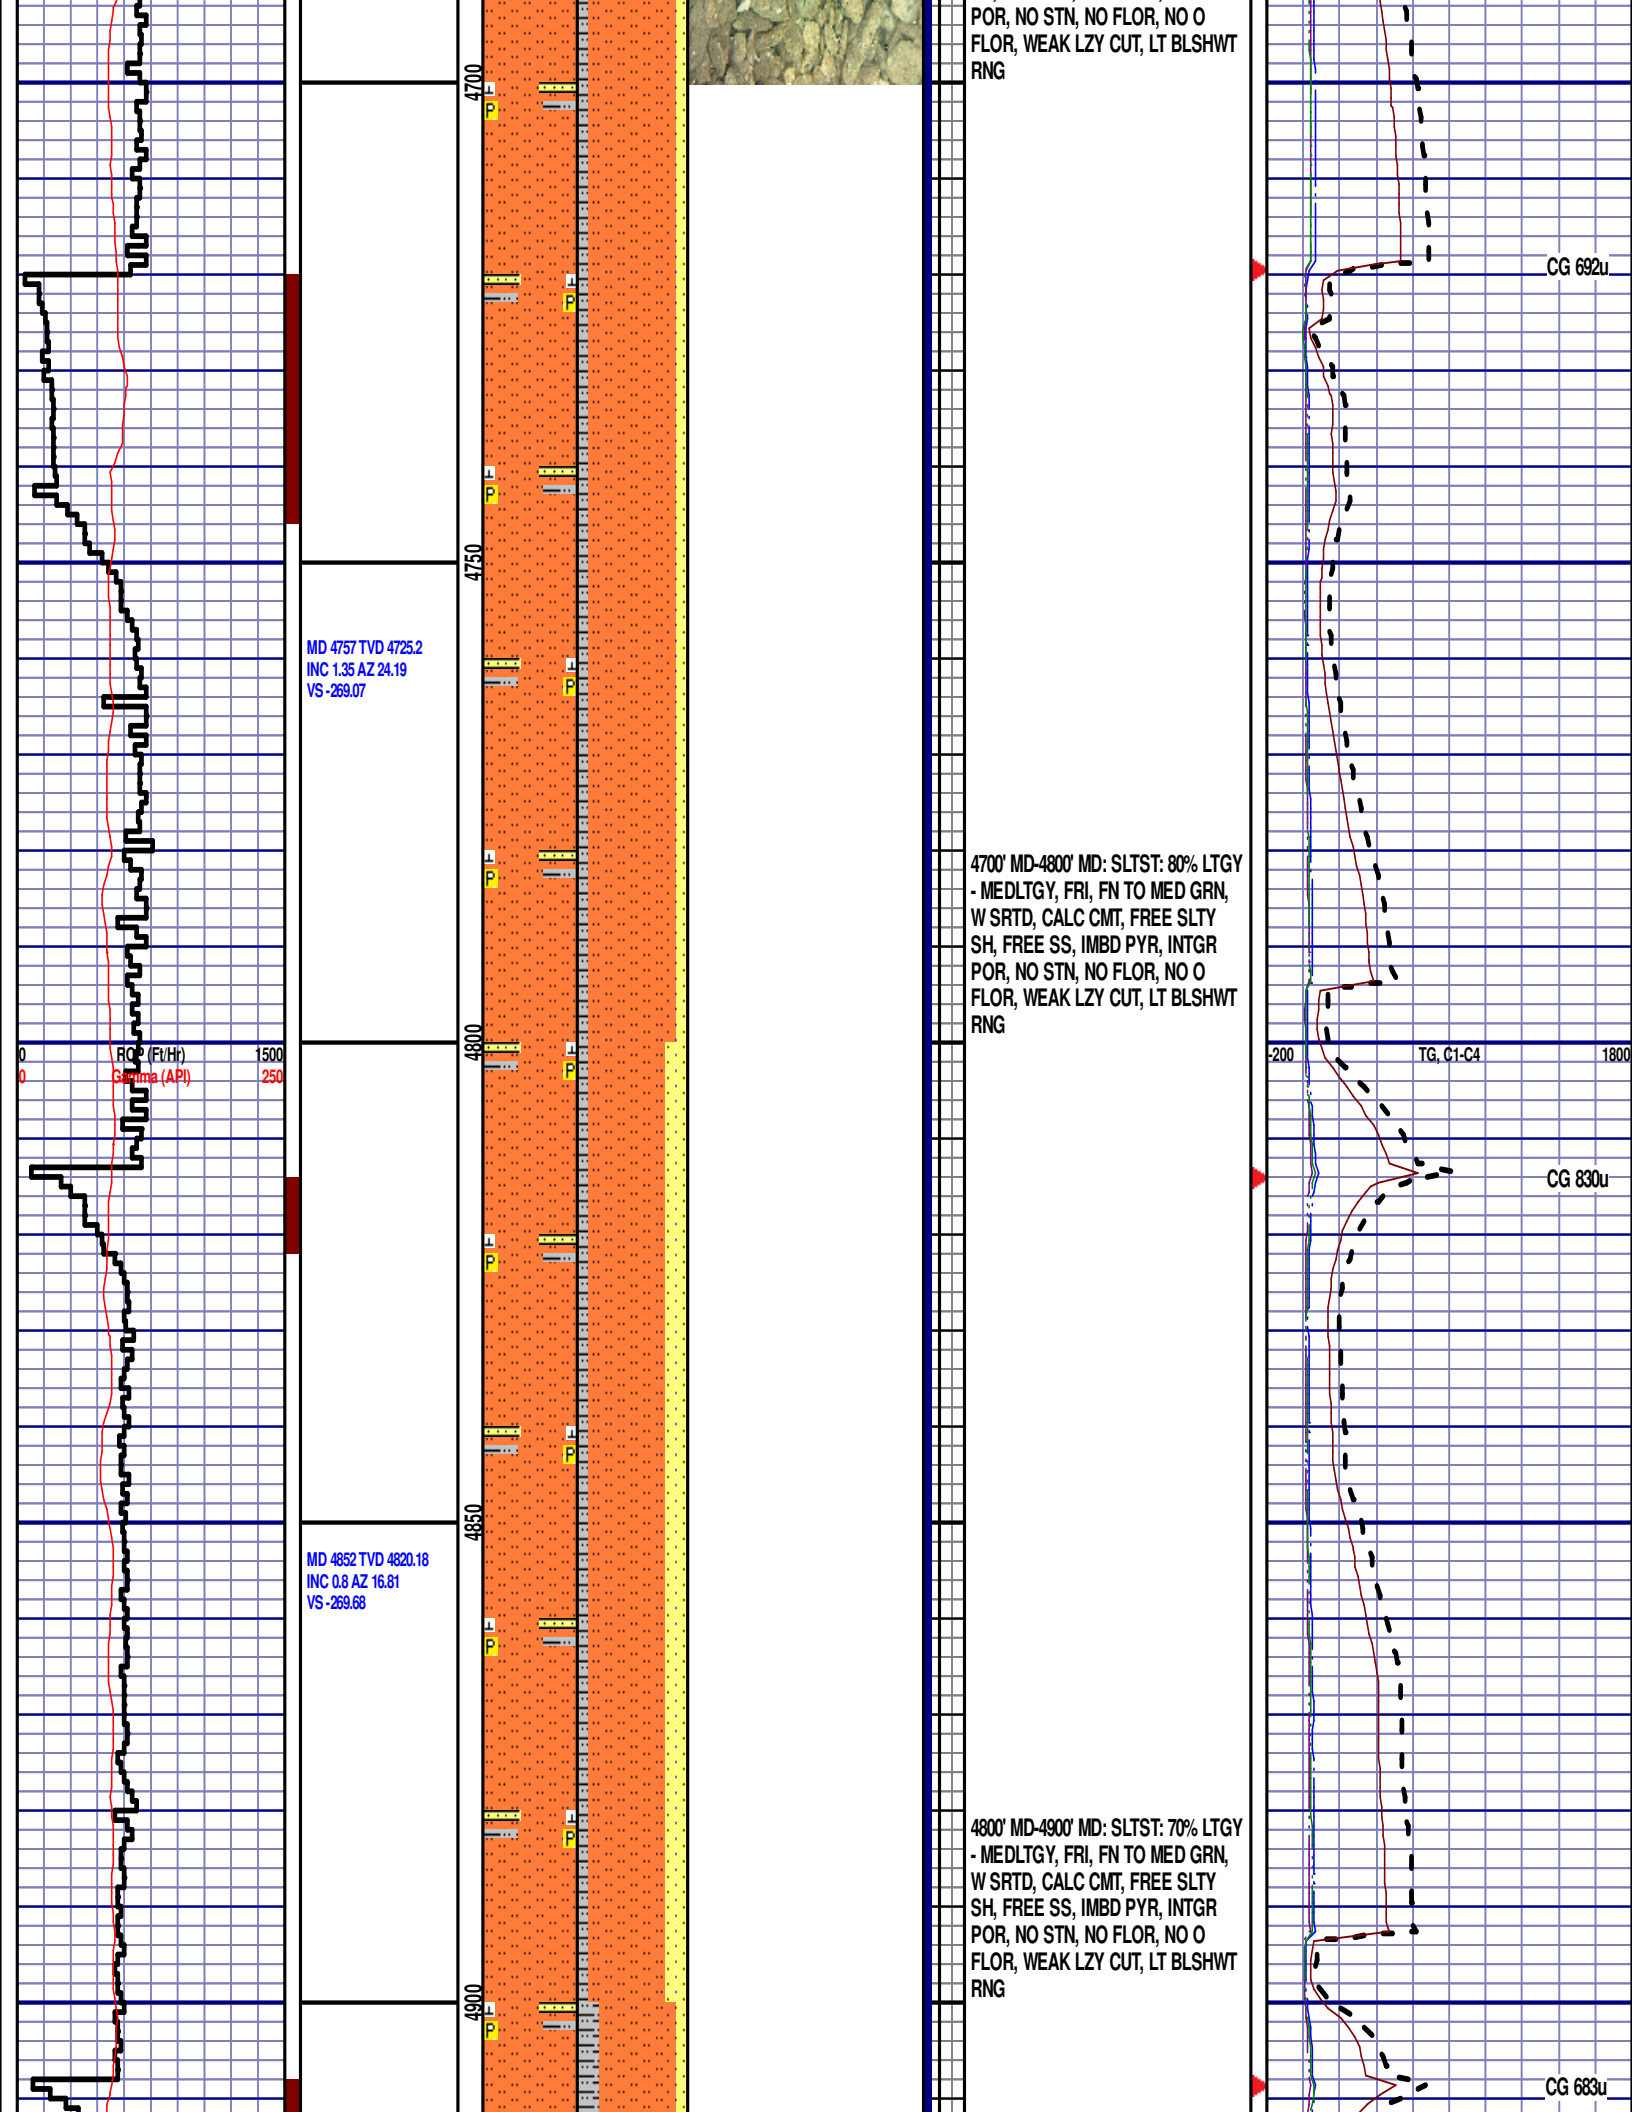 POR, NO STN, NO FLOR, NO O
FLOR, WEAK LZY CUT, LT BLSHWT
RNG
4700
P
CG 692u
P
P
4750
MD 4757 TVD 4725.2
INC 1.35 AZ 24.19
VS -269.07
P
P
4700' MD-4800' MD: SLTST: 80% LTGY
- MEDLTGY, FRI, FN TO MED GRN,
W SRTD, CALC CMT, FREE SLTY
SH, FREE SS, IMBD PYR, INTGR
POR, NO STN, NO FLOR, NO O
FLOR, WEAK LZY CUT, LT BLSHWT
RNG
4800
0 ROP (Ft/Hr) 1500
0 Gamma (API) 250
P
-200 TG, C1-C4 1800
CG 830u
P
P
4850
MD 4852 TVD 4820.18
INC 0.8 AZ 16.81
VS -269.68
P
P
4800' MD-4900' MD: SLTST: 70% LTGY
- MEDLTGY, FRI, FN TO MED GRN,
W SRTD, CALC CMT, FREE SLTY
SH, FREE SS, IMBD PYR, INTGR
POR, NO STN, NO FLOR, NO O
FLOR, WEAK LZY CUT, LT BLSHWT
RNG
4900
P
CG 683u